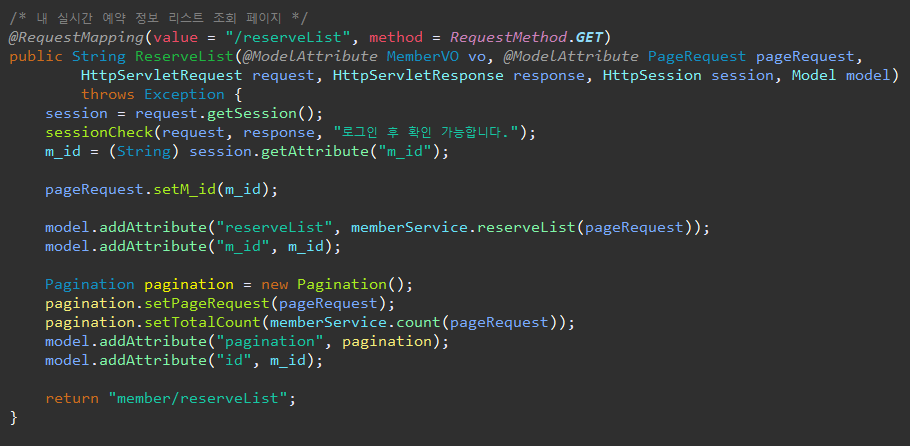 /* 내 실시간 예약 정보 리스트 조회 페이지 */
@RequestMapping(value = "/reserveList", method = RequestMethod.GET)
public String ReserveList(@ModelAttribute MemberVO vo, @ModelAttribute PageRequest pageRequest,
        HttpServletRequest request, HttpServletResponse response, HttpSession session, Model model)
        throws Exception {
    session = request.getSession();
    sessionCheck(request, response, "로그인 후 확인 가능합니다.");
    m_id = (String) session.getAttribute("m_id");

    pageRequest.setM_id(m_id);

    model.addAttribute("reserveList", memberService.reserveList(pageRequest));
    model.addAttribute("m_id", m_id);

    Pagination pagination = new Pagination();
    pagination.setPageRequest(pageRequest);
    pagination.setTotalCount(memberService.count(pageRequest));
    model.addAttribute("pagination", pagination);
    model.addAttribute("id", m_id);

    return "member/reserveList";
}